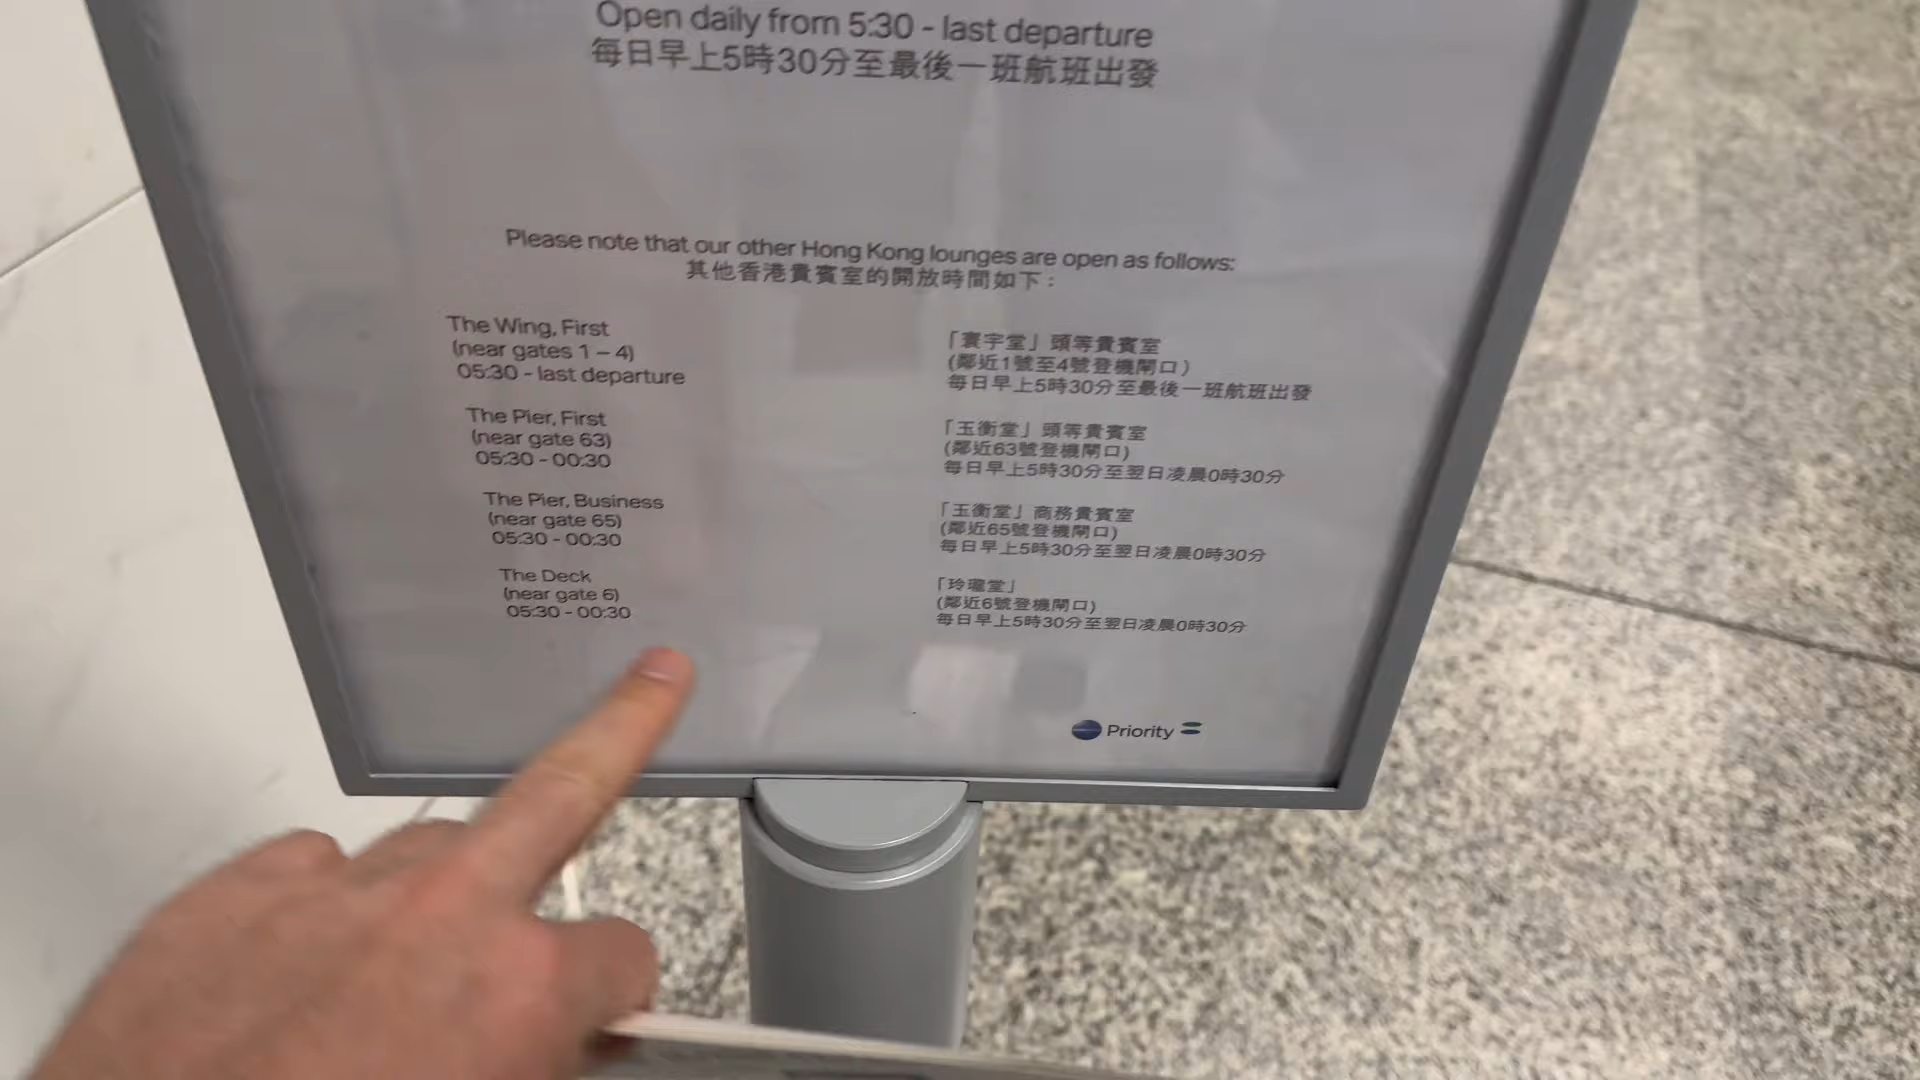 Open daily from 5:30 - last departure
每日早上5時30分至最後一班航班出發
Please note that our other Hong Kong lounges are open as follows:
其他香港貴賓室的開放時間如下：
The Wing, First
(near gates 1 – 4)
05:30 - last departure
「寰宇堂」頭等貴賓室
(鄰近1號至4號登機閘口)
每日早上5時30分至最後一班航班出發
The Pier, First
(near gate 63)
05:30 - 00:30
「玉衡堂」頭等貴賓室
(鄰近63號登機閘口)
每日早上5時30分至翌日凌晨0時30分
The Pier, Business
(near gate 65)
05:30 - 00:30
「玉衡堂」商務貴賓室
(鄰近65號登機閘口)
每日早上5時30分至翌日凌晨0時30分
The Deck
(near gate 6)
05:30 - 00:30
「玲瓏堂」
(鄰近6號登機閘口)
每日早上5時30分至翌日凌晨0時30分
Priority